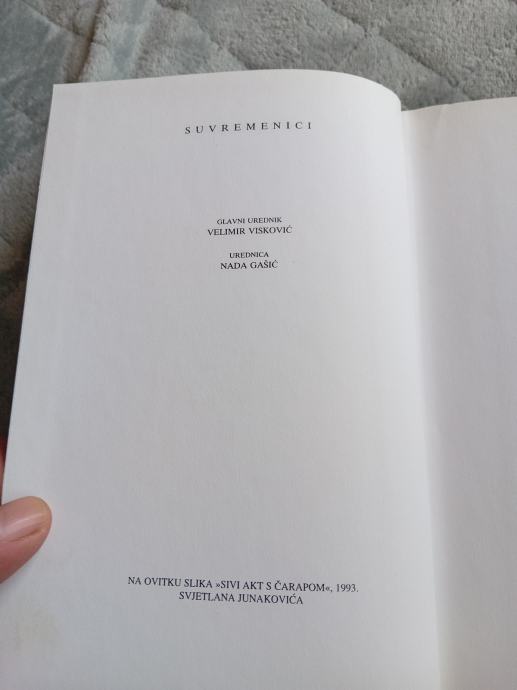 SUVREMENICI
GLAVNI UREDNIK
VELIMIR VISKOVIĆ
UREDNICA
NADA GAŠIĆ
NA OVITKU SLIKA »SIVI AKT S ČARAPOM«, 1993.
SVJETLANA JUNAKOVIĆA